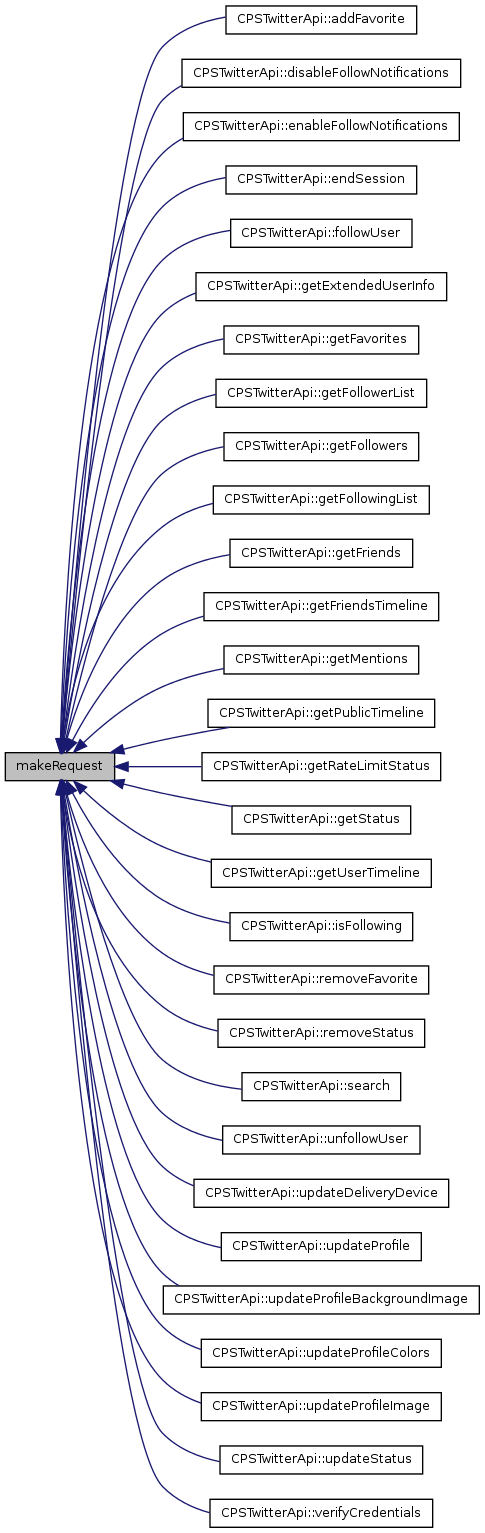 CPSTwitterApi::addFavorite
CPSTwitterApi::disableFollowNotifications
CPSTwitterApi::enableFollowNotifications
CPSTwitterApi::endSession
CPSTwitterApi::followUser
CPSTwitterApi::getExtendedUserInfo
CPSTwitterApi::getFavorites
CPSTwitterApi::getFollowerList
CPSTwitterApi::getFollowers
CPSTwitterApi::getFollowingList
CPSTwitterApi::getFriends
CPSTwitterApi::getFriendsTimeline
CPSTwitterApi::getMentions
CPSTwitterApi::getPublicTimeline
makeRequest
CPSTwitterApi::getRateLimitStatus
CPSTwitterApi::getStatus
CPSTwitterApi::getUserTimeline
CPSTwitterApi::isFollowing
CPSTwitterApi::removeFavorite
CPSTwitterApi::removeStatus
CPSTwitterApi::search
CPSTwitterApi::unfollowUser
CPSTwitterApi::updateDeliveryDevice
CPSTwitterApi::updateProfile
CPSTwitterApi::updateProfileBackgroundImage
CPSTwitterApi::updateProfileColors
CPSTwitterApi::updateProfileImage
CPSTwitterApi::updateStatus
CPSTwitterApi::verifyCredentials